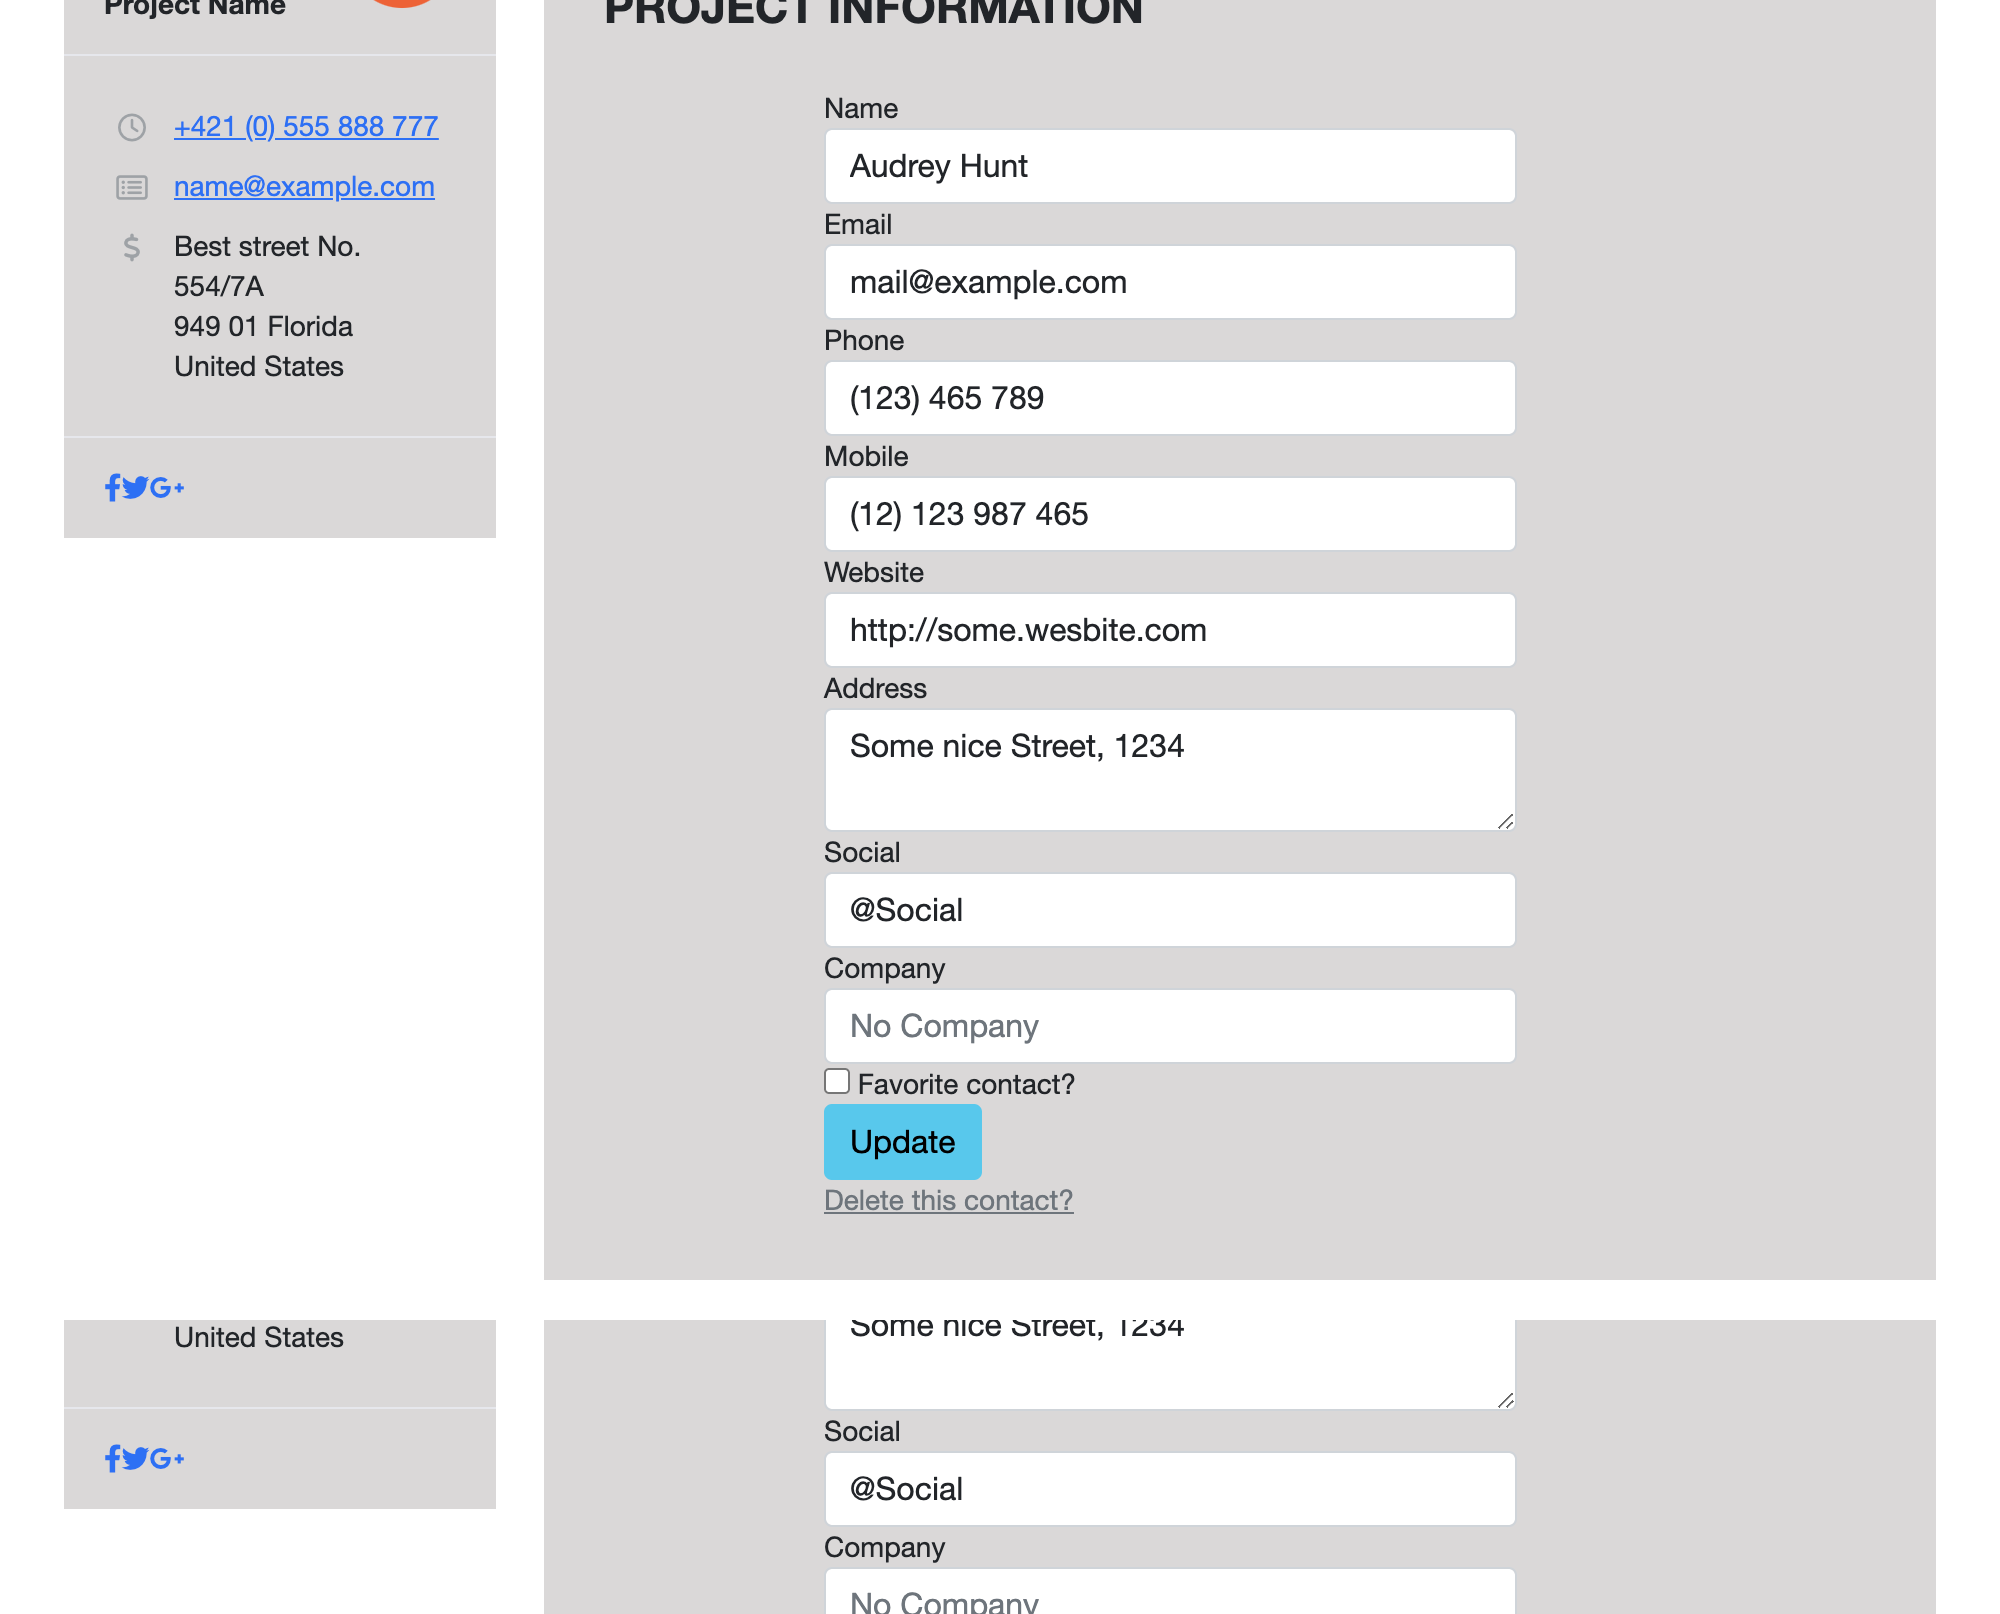 Project Name
+421 (0) 555 888 777
name@example.com
Best street No.
554/7A
949 01 Florida
United States
PROJECT INFORMATION
Name
Audrey Hunt
Email
mail@example.com
Phone
(123) 465 789
Mobile
(12) 123 987 465
Website
http://some.wesbite.com
Address
Some nice Street, 1234
Social
@Social
Company
No Company
Favorite contact?
Update
Delete this contact?
United States
Some nice Street, 1234
Social
@Social
Company
No Company